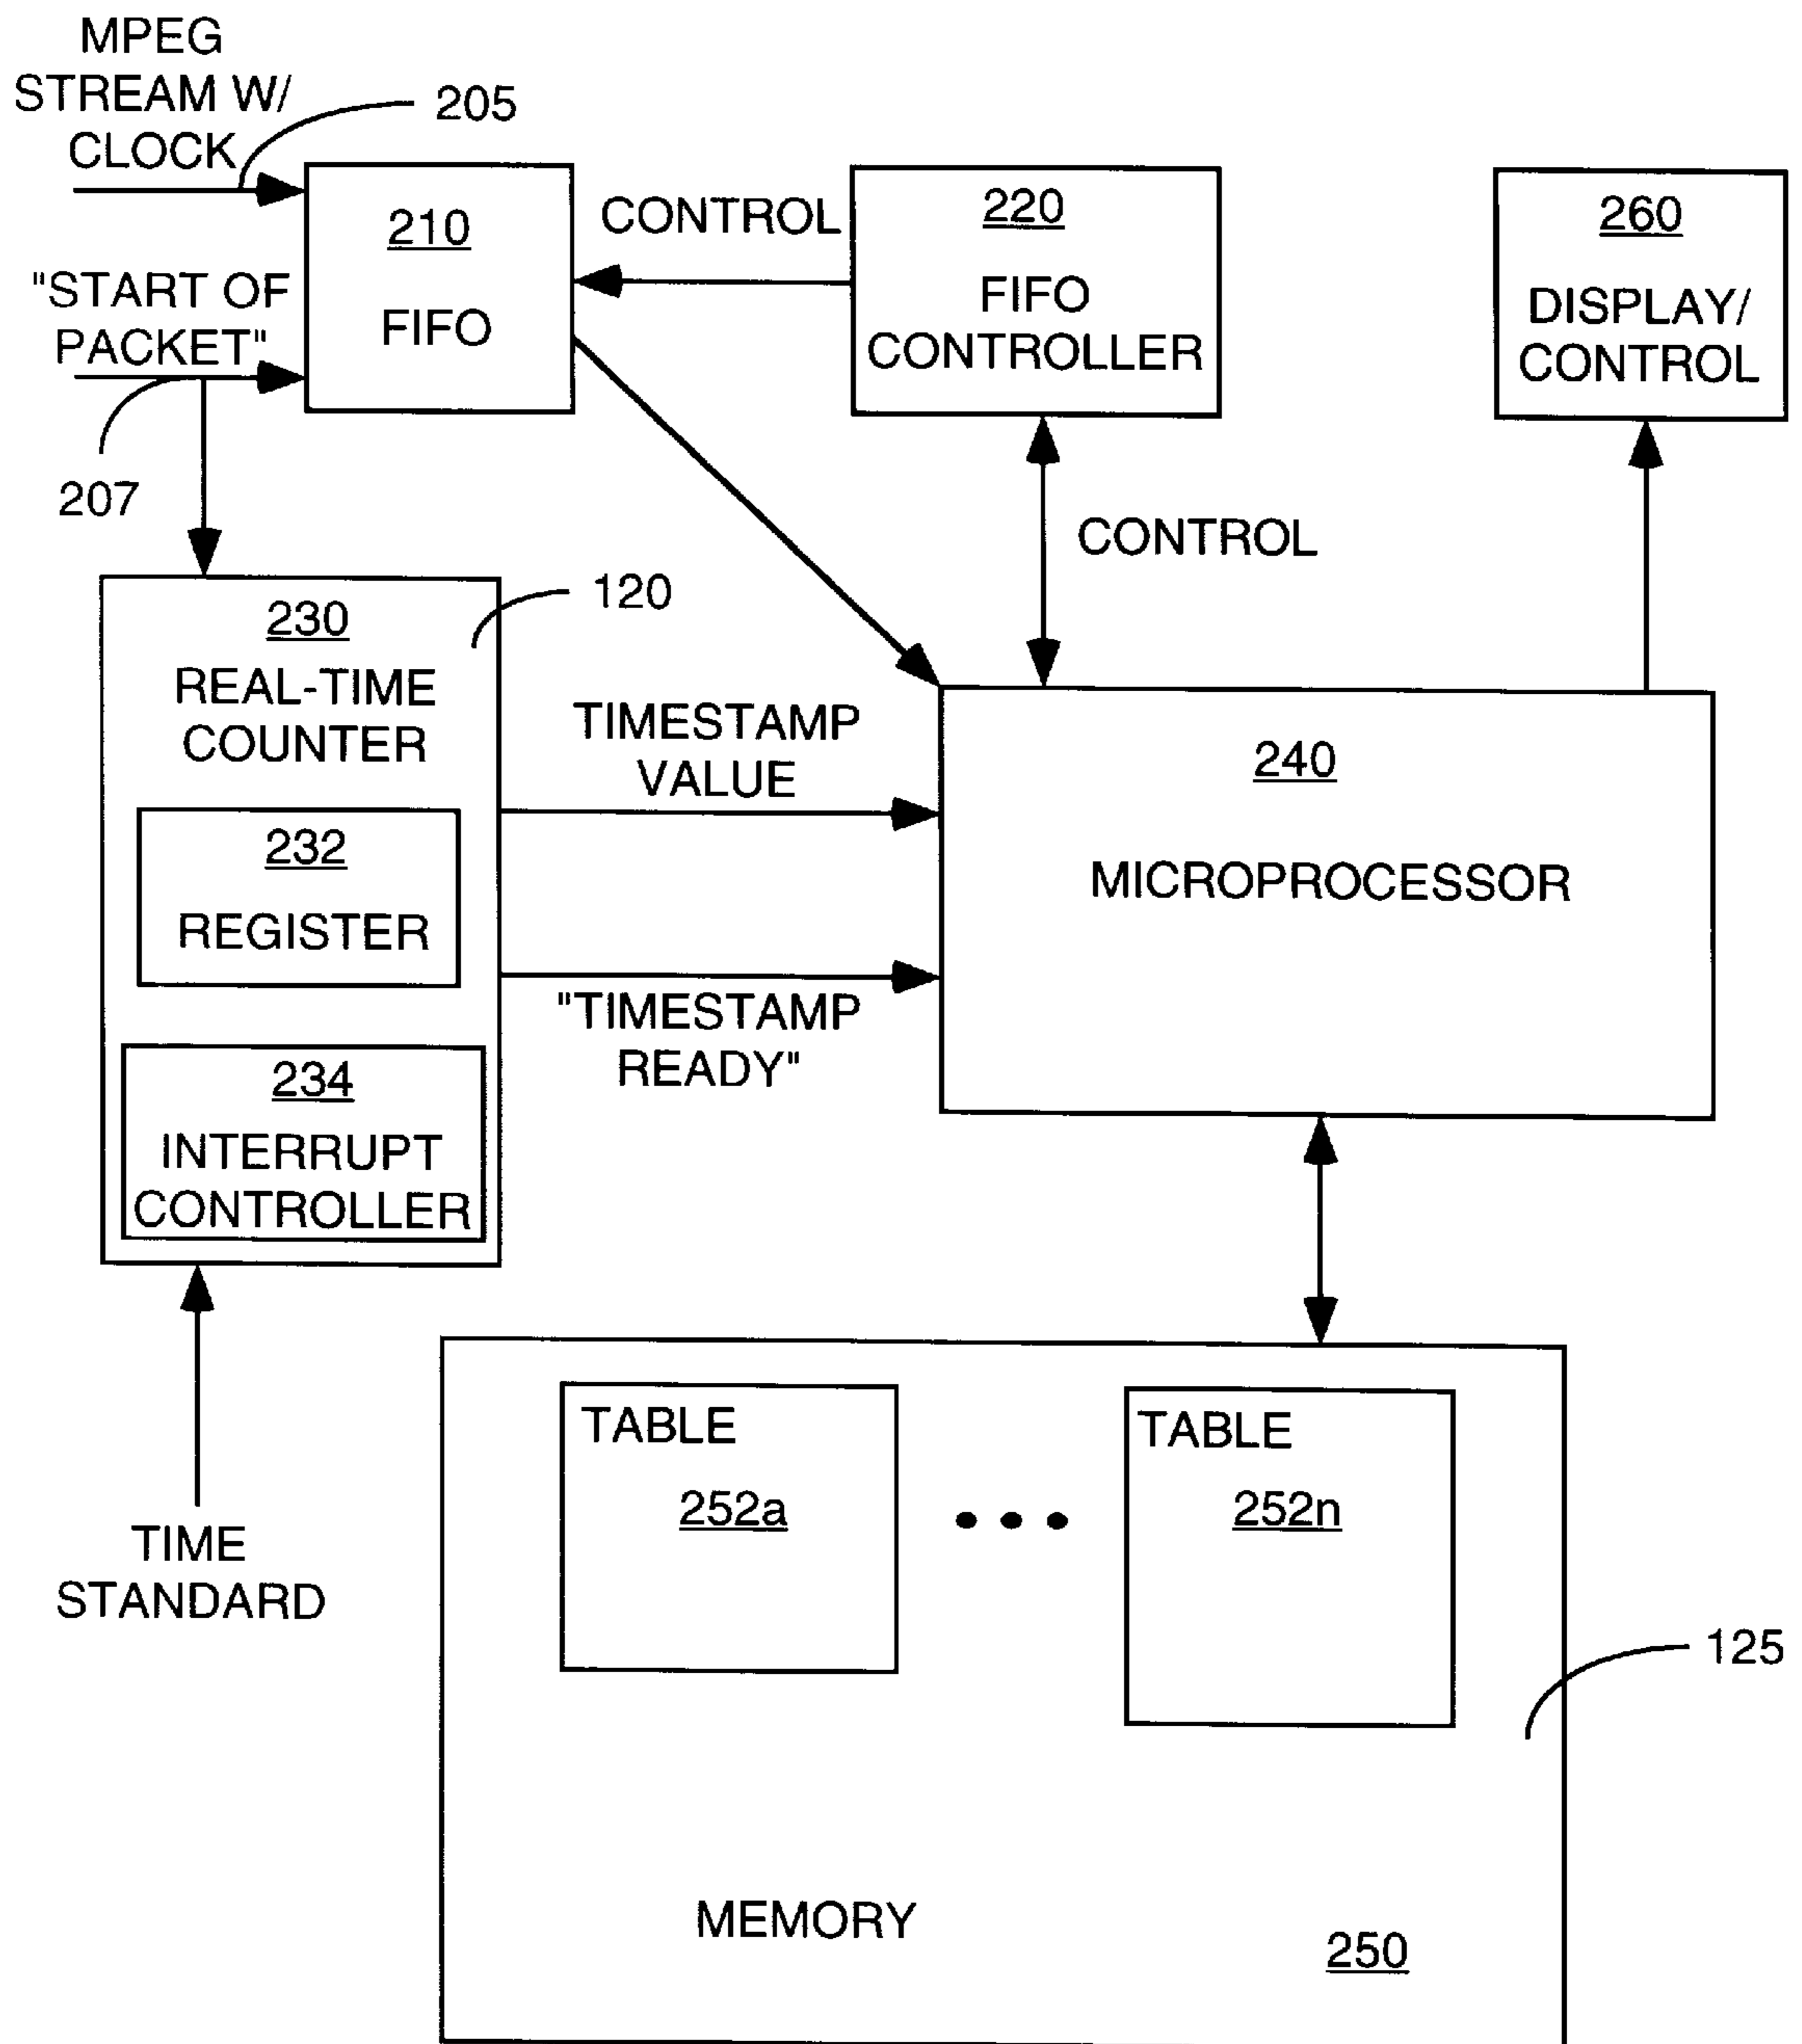 MPEG
STREAM W/
CLOCK
205
"START OF
PACKET"
207
210
FIFO
CONTROL
220
FIFO
CONTROLLER
260
DISPLAY/
CONTROL
CONTROL
120
230
REAL-TIME
COUNTER
232
REGISTER
234
INTERRUPT
CONTROLLER
TIMESTAMP
VALUE
"TIMESTAMP
READY"
240
MICROPROCESSOR
TIME
STANDARD
TABLE
252a
TABLE
252n
125
MEMORY
250